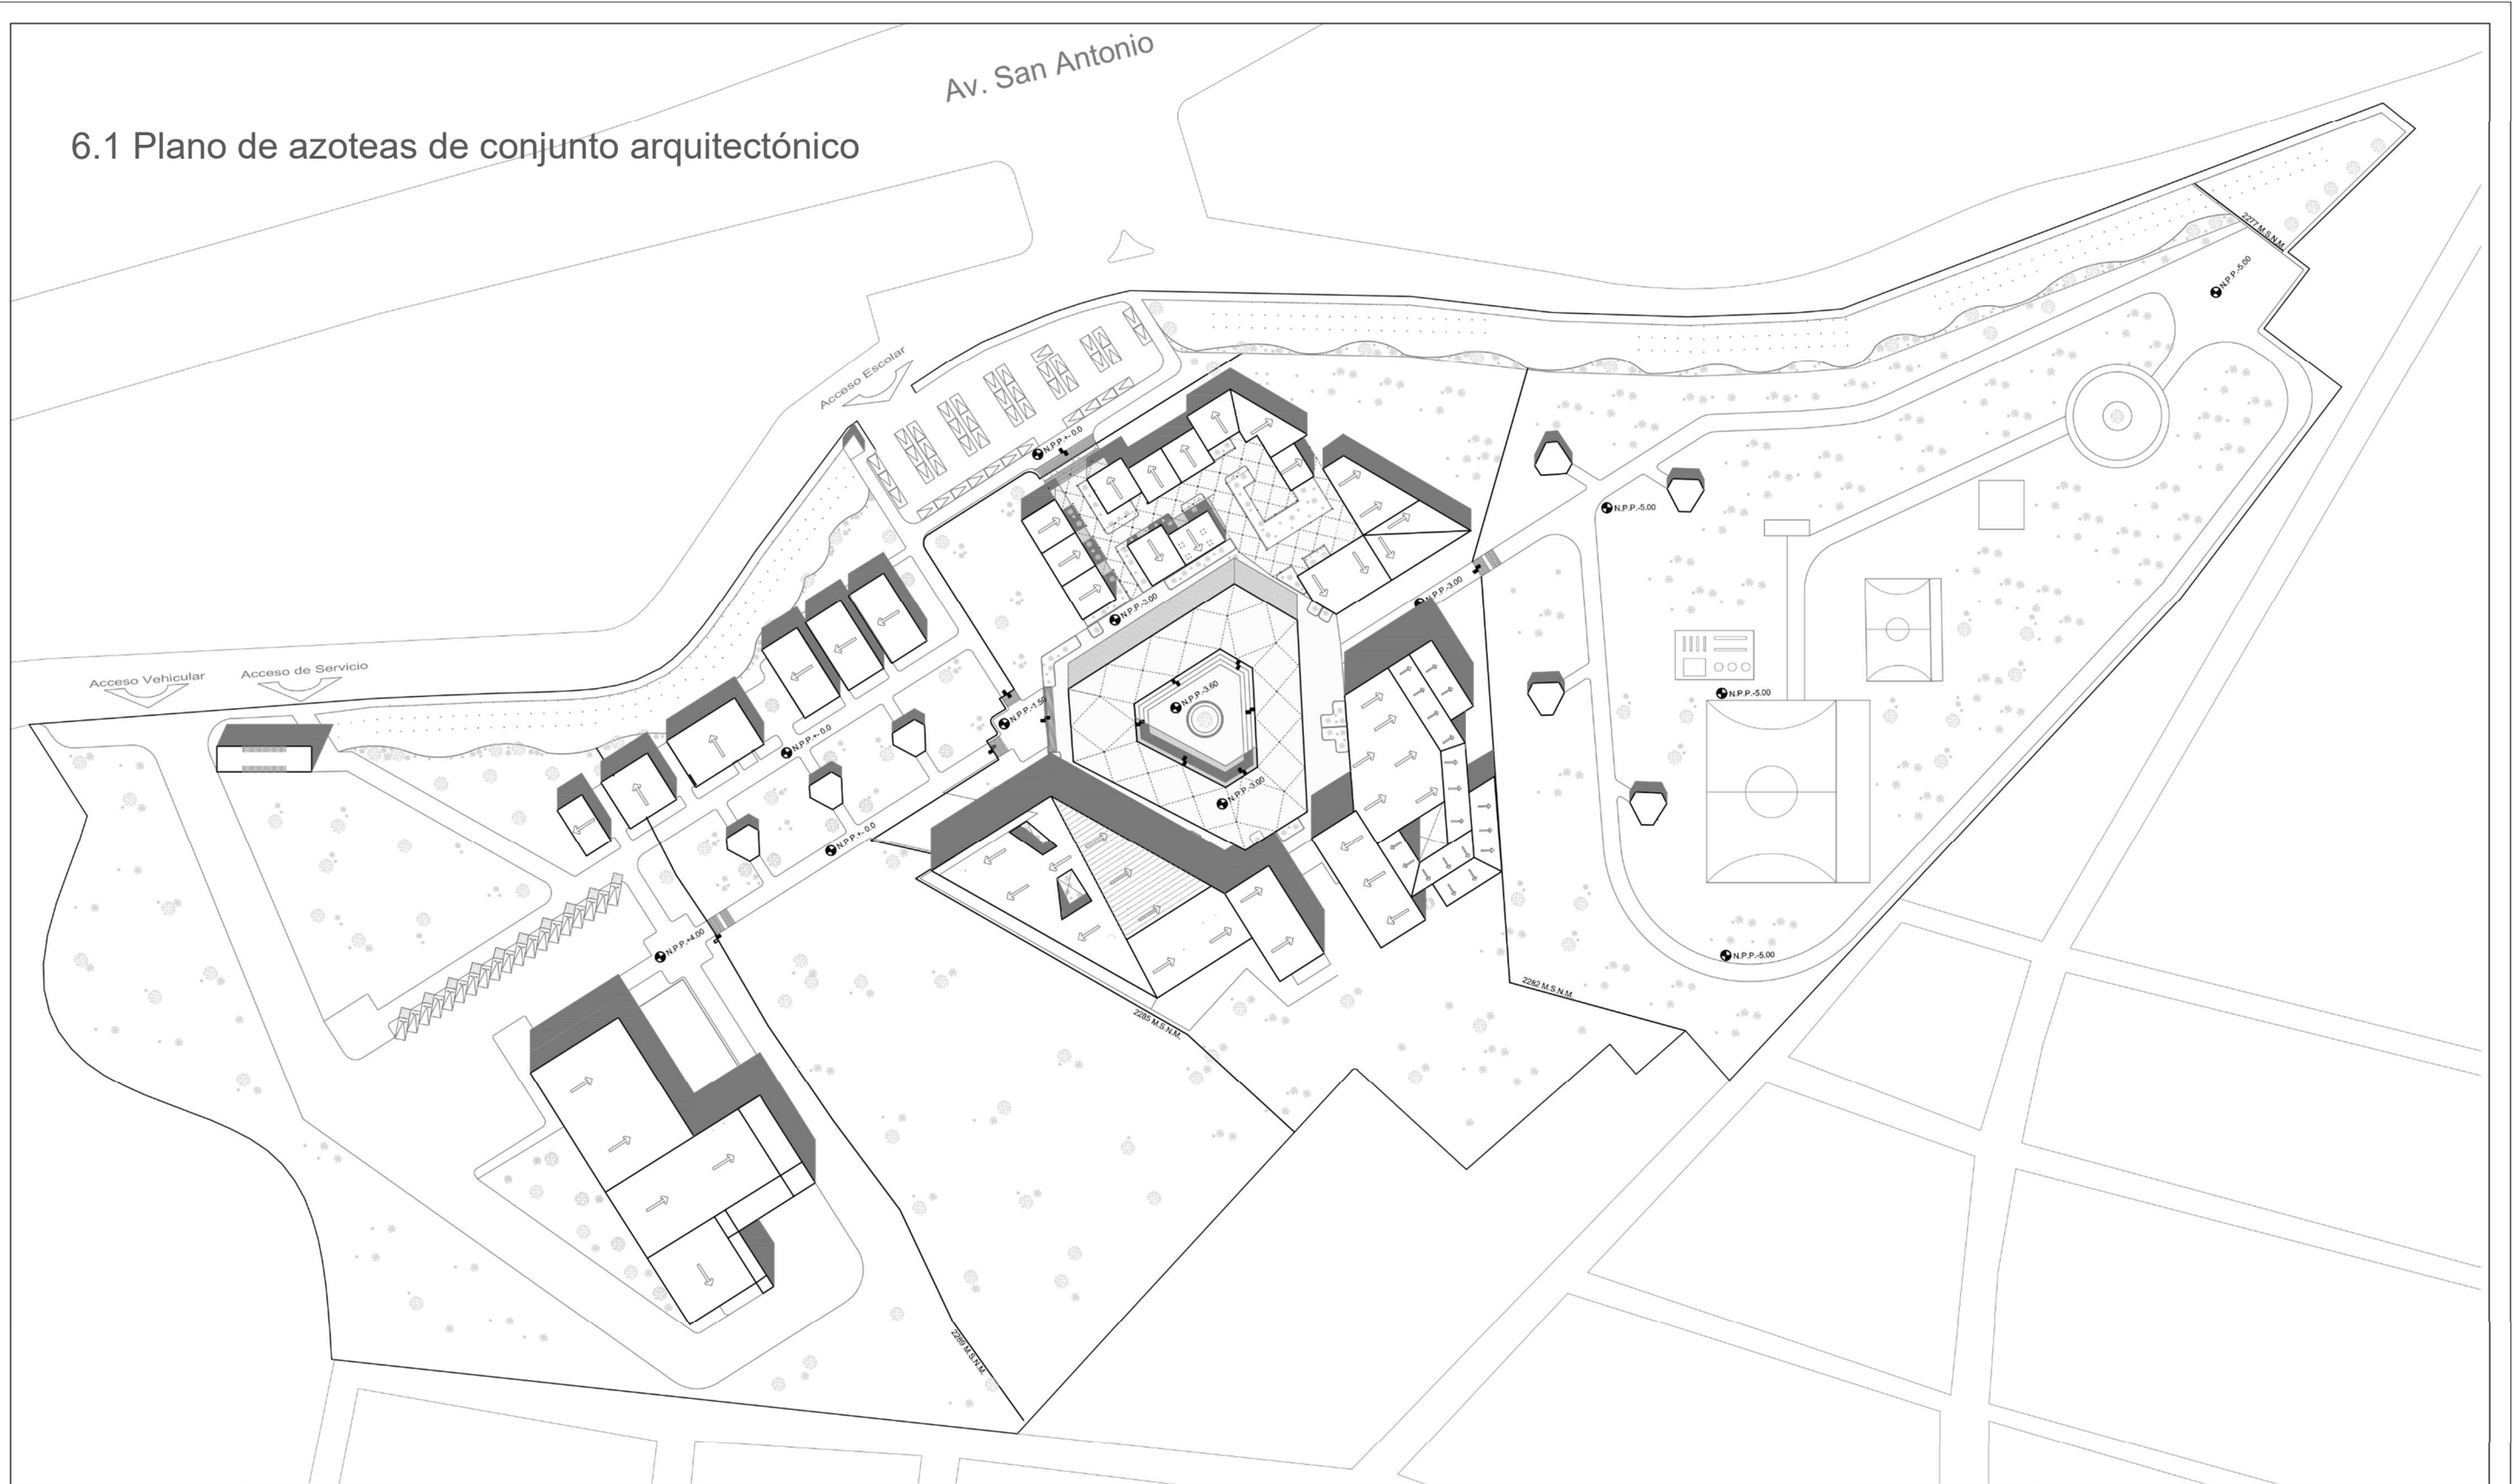 Av. San Antonio
6.1 Plano de azoteas de conjunto arquitectónico
2277 M.S.N.M.
N.P.P.-5.00
Acceso Escolar
N.P.P.+- 0.0
N.P.P.-5.00
N.P.P.-3.00
N.P.P.-3.00
Acceso Vehicular
Acceso de Servicio
N.P.P.-3.60
N.P.P.-5.00
N.P.P.-1.50
N.P.P.+- 0.0
N.P.P.-3.00
N.P.P.+- 0.0
N.P.P.+4.00
N.P.P.-5.00
2282 M.S.N.M.
2285 M.S.N.M.
2289 M.S.N.M.